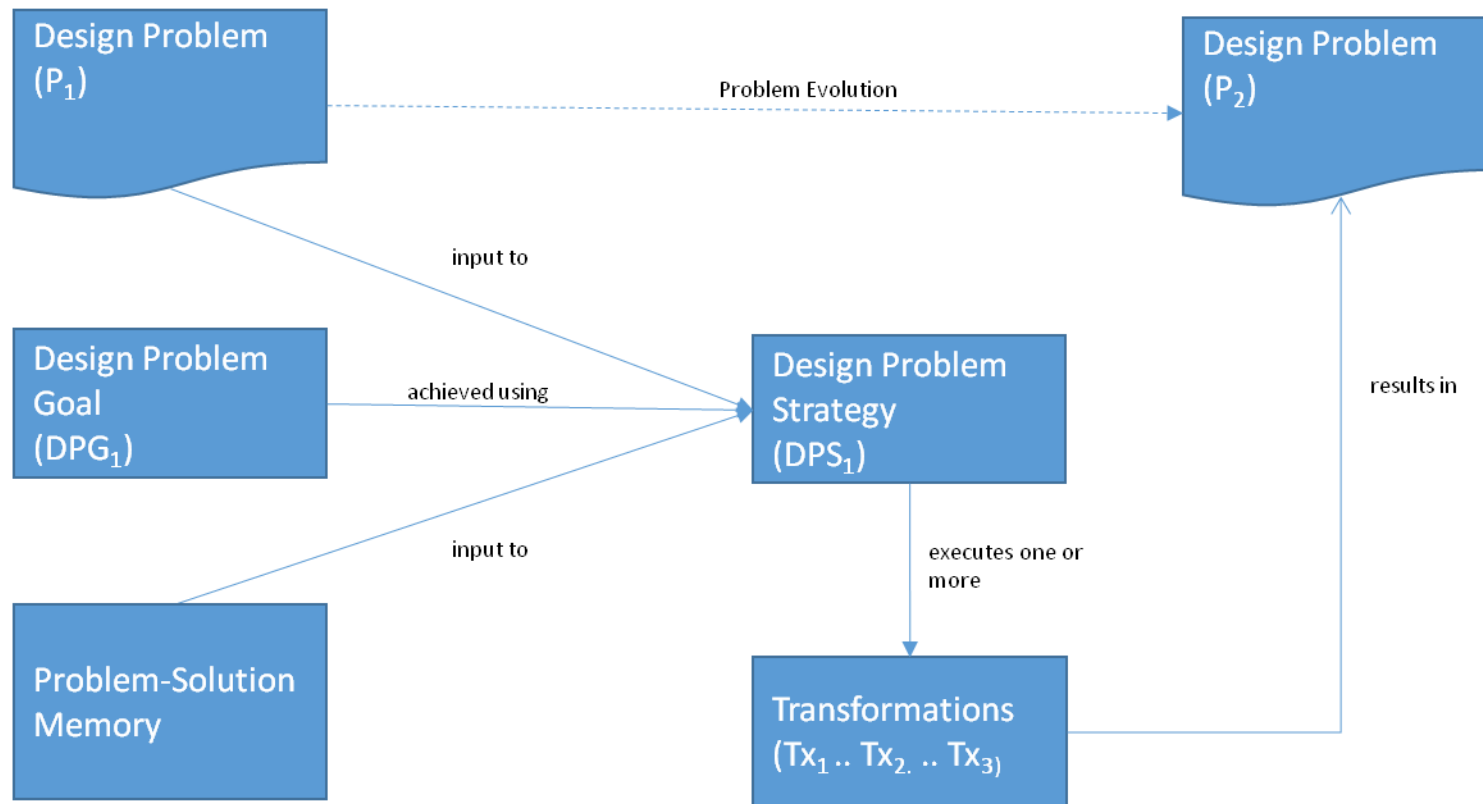 Design Problem
(P₁)
Problem Evolution
Design Problem
(P₂)
input to
Design Problem
Goal
(DPG₁)
achieved using
Design Problem
Strategy
(DPS₁)
results in
input to
executes one or
more
Problem-Solution
Memory
Transformations
(Tx₁ .. Tx₂. .. Tx₃)